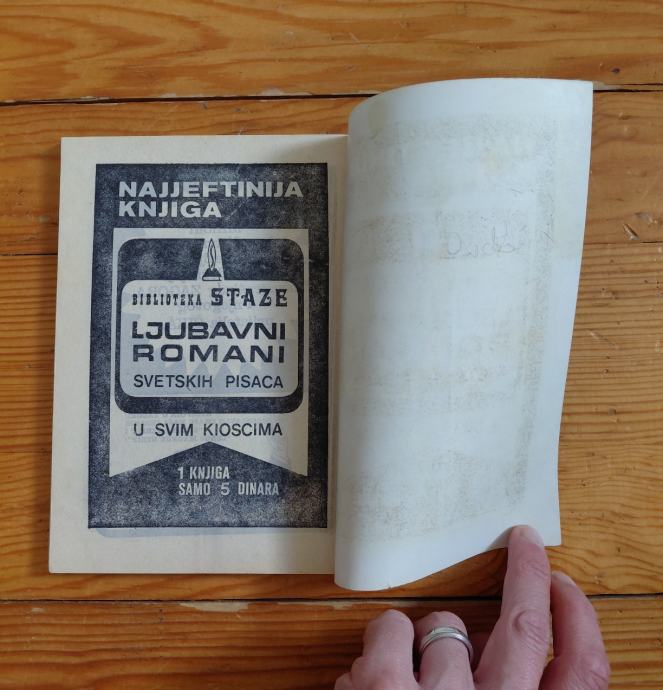 NAJJEFTINIJA
KNJIGA
BIBLIOTEKA STAZE
LJUBAVNI
ROMANI
SVETSKIH PISACA
U SVIM KIOSCIMA
1 KNJIGA
SAMO 5 DINARA